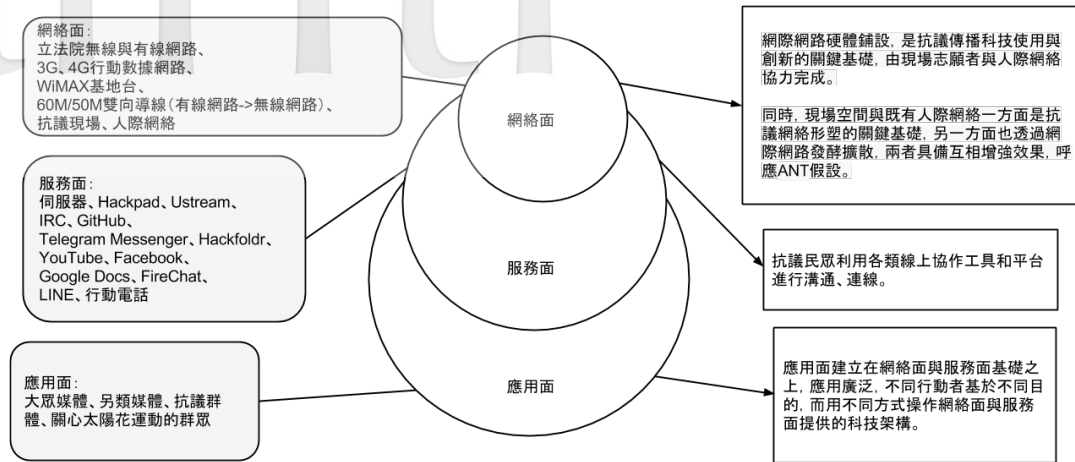 網絡面：
立法院無線與有線網路、
3G、4G行動數據網路、
WiMAX基地台、
60M/50M雙向導線（有線網路->無線網路）、
抗議現場、人際網絡
服務面：
伺服器、Hackpad、Ustream、
IRC、GitHub、
Telegram Messenger、Hackfoldr、
YouTube、Facebook、
Google Docs、FireChat、
LINE、行動電話
應用面：
大眾媒體、另類媒體、抗議群
體、關心太陽花運動的群眾
網絡面
服務面
應用面
網際網路硬體鋪設，是抗議傳播科技使用與
創新的關鍵基礎，由現場志願者與人際網絡
協力完成。
同時，現場空間與既有人際網絡一方面是抗
議網絡形塑的關鍵基礎，另一方面也透過網
際網路發酵擴散，兩者具備互相增強效果，呼
應ANT假設。
抗議民眾利用各類線上協作工具和平台
進行溝通、連線。
應用面建立在網絡面與服務面基礎之
上，應用廣泛，不同行動者基於不同目
的，而用不同方式操作網絡面與服務
面提供的科技架構。